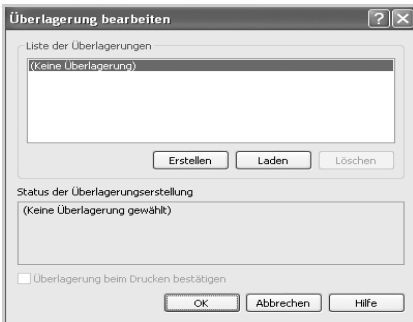 Überlagerung bearbeiten
Liste der Überlagerungen
(Keine Überlagerung)
Erstellen Laden Löschen
Status der Überlagerungserstellung
(Keine Überlagerung gewählt)
Überlagerung beim Drucken bestätigen
OK Abbrechen Hilfe